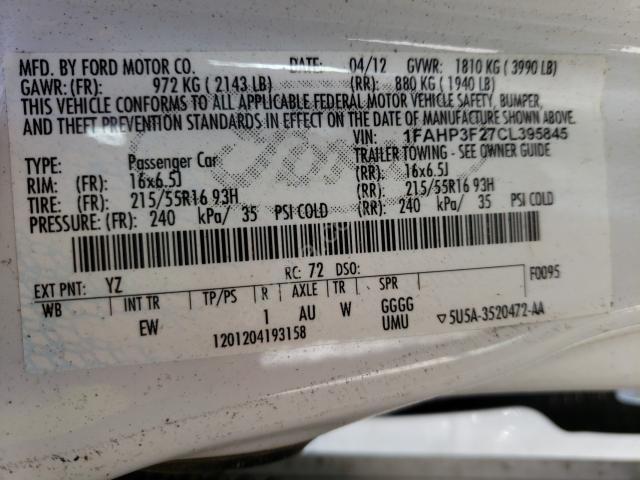 MFD. BY FORD MOTOR CO. DATE: 04/12 GVWR: 1810 KG ( 3990 LB)
GAWR: (FR): 972 KG ( 2143 LB) (RR): 880 KG ( 1940 LB)
THIS VEHICLE CONFORMS TO ALL APPLICABLE FEDERAL MOTOR VEHICLE SAFETY, BUMPER,
AND THEFT PREVENTION STANDARDS IN EFFECT ON THE DATE OF MANUFACTURE SHOWN ABOVE.
VIN: 1FAHP3F27CL395845
TYPE: Passenger Car TRAILER TOWING - SEE OWNER GUIDE
RIM: (FR): 16x6.5J (RR): 16x6.5J
TIRE: (FR): 215/55R16 93H (RR): 215/55R16 93H
PRESSURE: (FR): 240 kPa/ 35 PSI COLD (RR): 240 kPa/ 35 PSI COLD
EXT PNT: YZ RC: 72 DSO: F0095
WB INT TR TP/PS R AXLE TR SPR
EW 1 AU W GGGG
UMU
1201204193158 ▽5U5A-3520472-AA